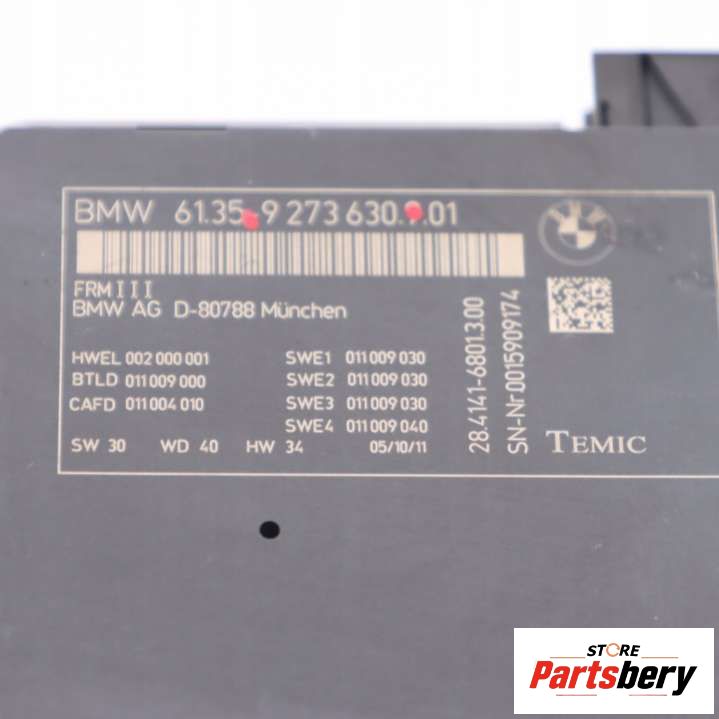 BMW 61.35 9 273 630 01
FRM III
BMW AG D-80788 München
HWEL 002 000 001
BTLD 011 009 000
CAFD 011 004 010
SWE1 011 009 030
SWE2 011 009 030
SWE3 011 009 030
SWE4 011 009 040
SW 30 WD 40 HW 34 05/10/11
28.4141-6801.3.00
SN-Nr0015909174
TEMIC
STORE
Partsbery